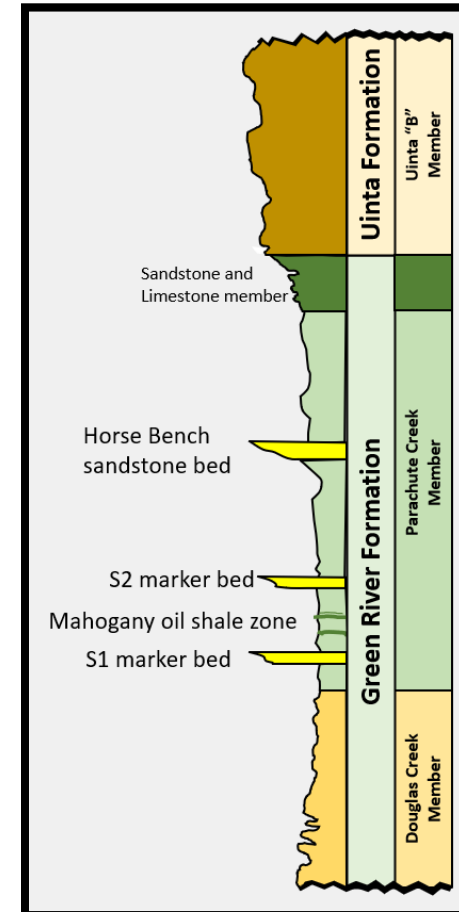 Uinta Formation
Uinta "B"
Member
Sandstone and
Limestone member
Horse Bench
sandstone bed
Green River Formation
Parachute Creek
Member
S2 marker bed
Mahogany oil shale zone
S1 marker bed
Douglas Creek
Member